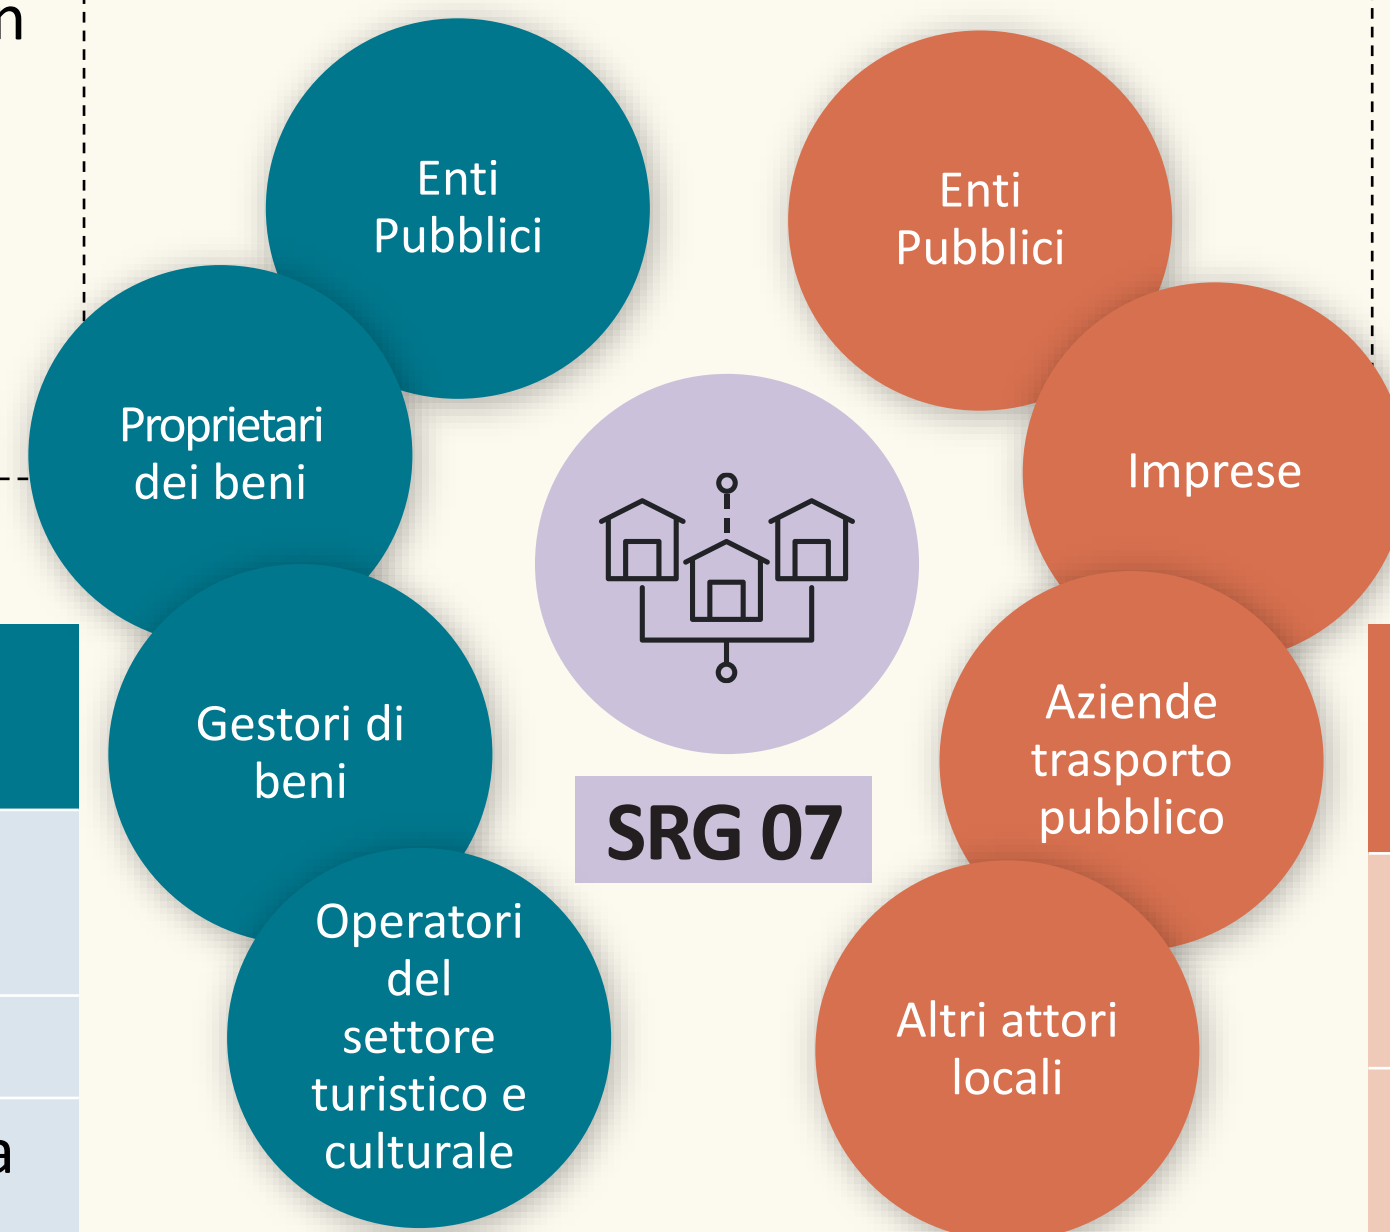 Enti
Pubblici
Proprietari
dei beni
Gestori di
beni
Operatori
del
settore
turistico e
culturale
SRG 07
Enti
Pubblici
Imprese
Aziende
trasporto
pubblico
Altri attori
locali